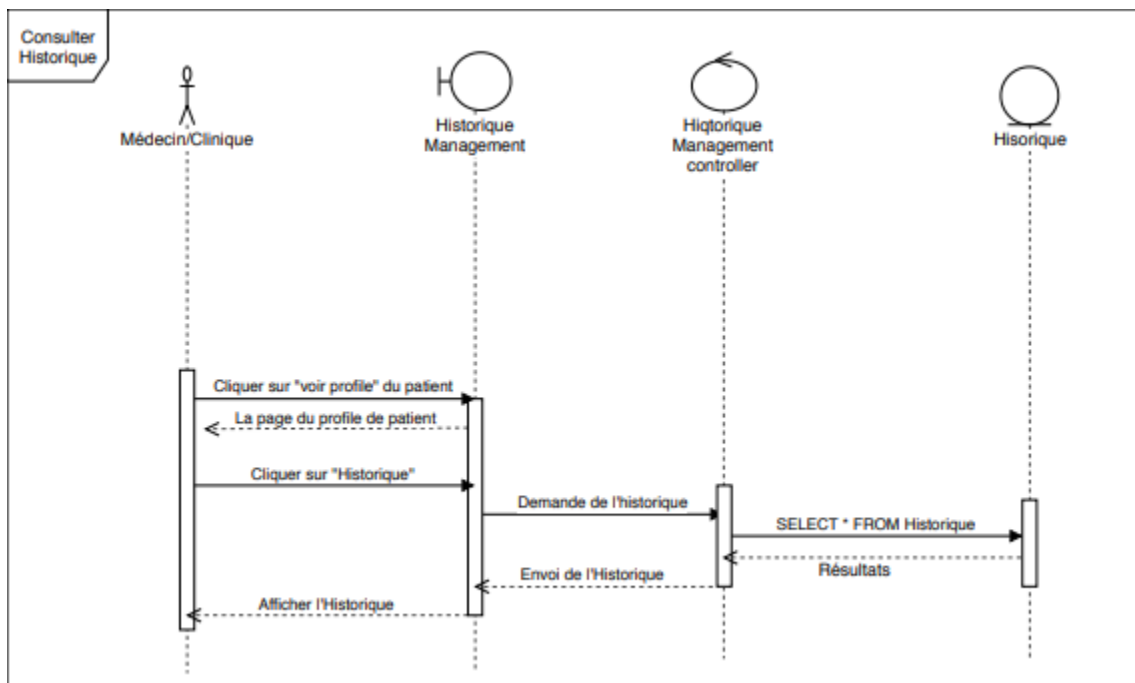 Consulter
Historique
Médecin/Clinique
Historique
Management
Hiqtorique
Management
controller
Hisorique
Cliquer sur "voir profile" du patient
La page du profile de patient
Cliquer sur "Historique"
Demande de l'historique
SELECT * FROM Historique
Résultats
Envoi de l'Historique
Afficher l'Historique